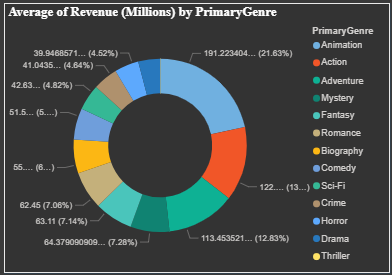 Average of Revenue (Millions) by PrimaryGenre
PrimaryGenre
Animation
Action
Adventure
Mystery
Fantasy
Romance
Biography
Comedy
Sci-Fi
Crime
Horror
Drama
Thriller
191.223404... (21.63%)
122.... (13...)
113.453521... (12.83%)
64.379090909... (7.28%)
63.11 (7.14%)
62.45 (7.06%)
55.... (6...)
51.5... (5....)
42.63... (4.82%)
41.0435... (4.64%)
39.9468571... (4.52%)